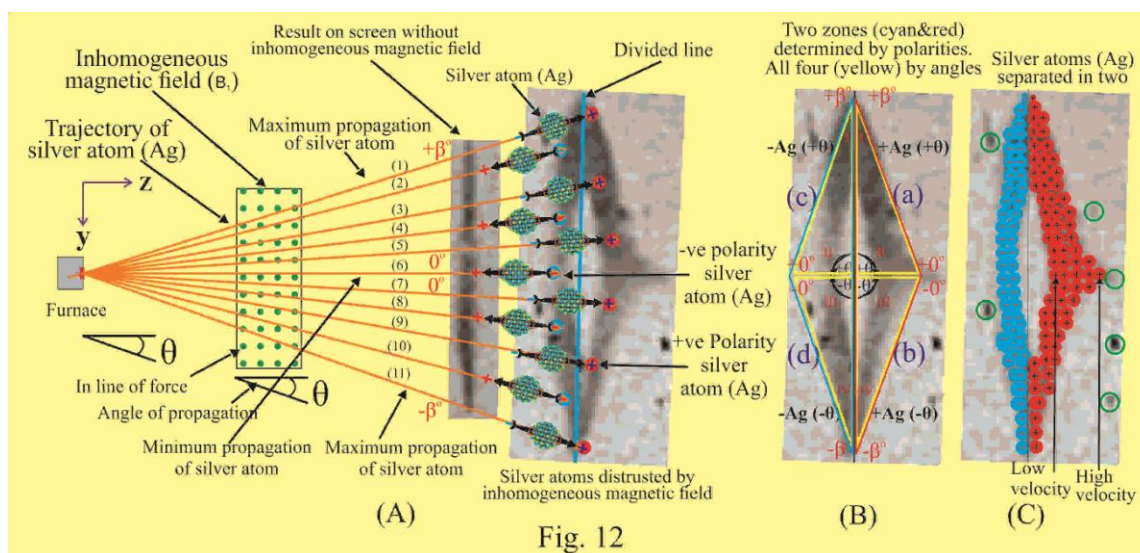 Result on screen without
inhomogeneous magnetic field
Inhomogeneous
magnetic field (B₁)
Trajectory of
silver atom (Ag)
z
y
Furnace
θ
In line of force
Angle of propagation
θ
Minimum propagation
of silver atom
Maximum propagation
of silver atom
+β°
(1)
(2)
(3)
(4)
(5)
(6)
0°
0°
(7)
(8)
(9)
(10)
(11)
-β°
Maximum propagation
of silver atom
Silver atom (Ag)
Divided line
-ve polarity
silver
atom (Ag)
+ve Polarity
silver
atom (Ag)
Silver atoms distrusted by
inhomogeneous magnetic field
(A)
Two zones (cyan&red)
determined by polarities.
All four (yellow) by angles
+β° +β°
-Ag (+θ) +Ag (+θ)
(c) (a)
+0° +0°
+θ +θ
-θ -θ
0° -0°
(d) (b)
-Ag (-θ) +Ag (-θ)
-β° -β°
(B)
Silver atoms (Ag)
separated in two
Low
velocity
High
velocity
(C)
Fig. 12